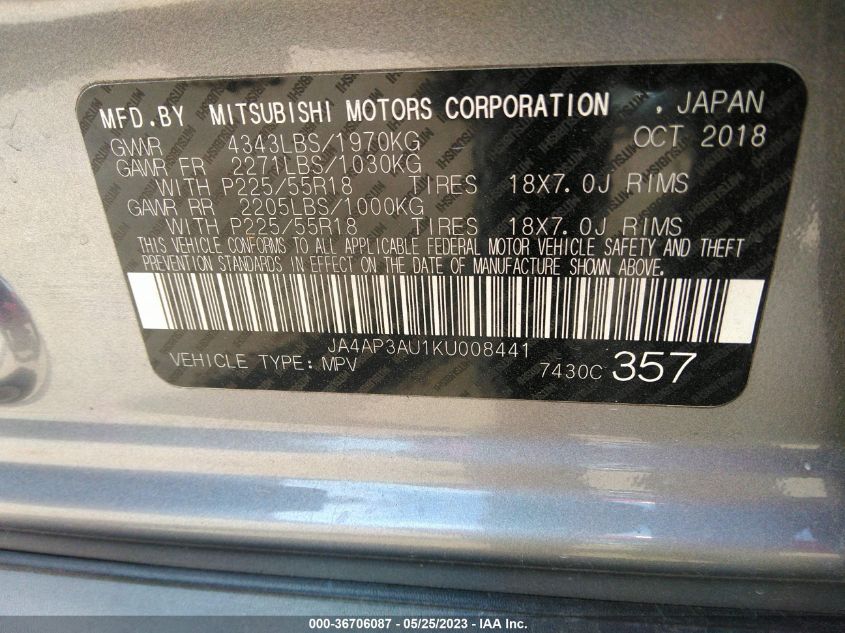 MFD.BY MITSUBISHI MOTORS CORPORATION . JAPAN
GVWR 4343LBS/1970KG OCT 2018
GAWR FR 2271LBS/1030KG
WITH P225/55R18 TIRES 18X7.0J RIMS
GAWR RR 2205LBS/1000KG
WITH P225/55R18 TIRES 18X7.0J RIMS
THIS VEHICLE CONFORMS TO ALL APPLICABLE FEDERAL MOTOR VEHICLE SAFETY AND THEFT
PREVENTION STANDARDS IN EFFECT ON THE DATE OF MANUFACTURE SHOWN ABOVE.
JA4AP3AU1KU008441
VEHICLE TYPE: MPV 7430C 357
000-36706087 — 05/25/2023 — IAA Inc.